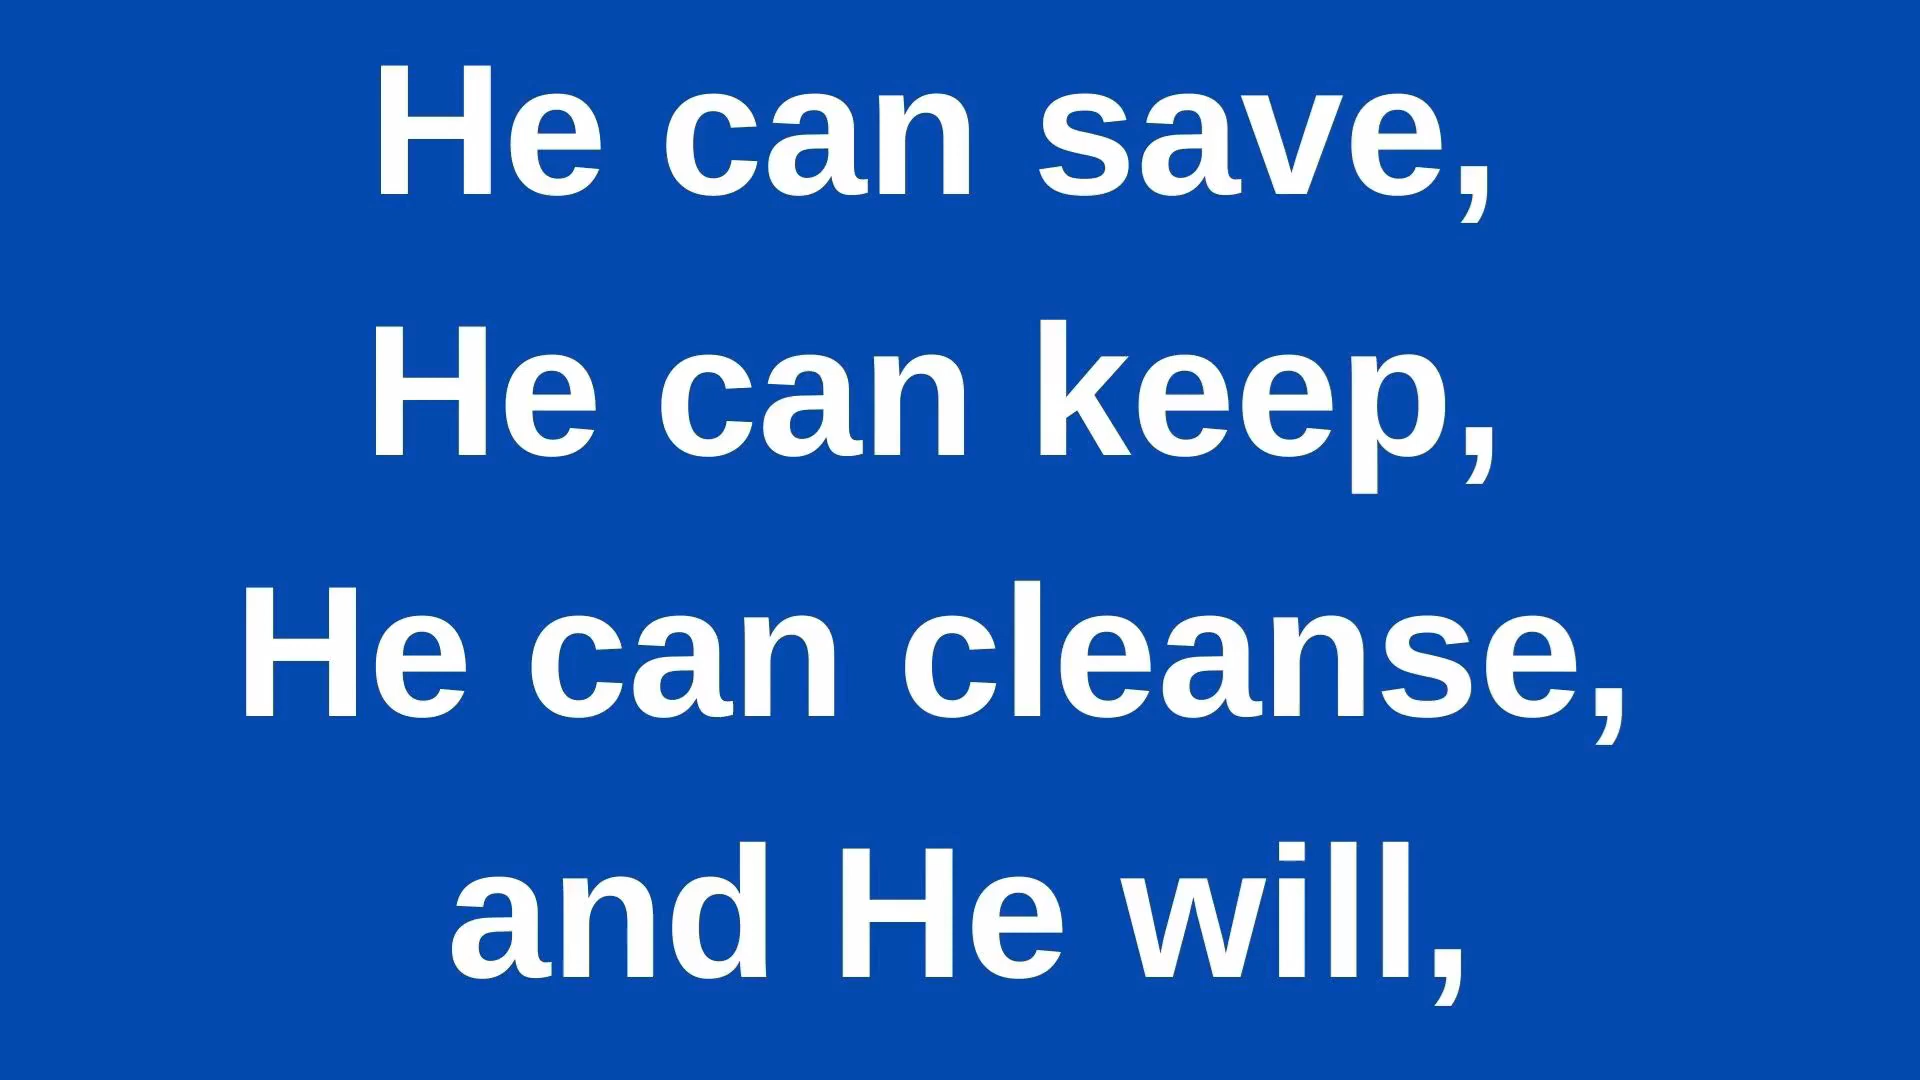 He can save,
He can keep,
He can cleanse,
and He will,